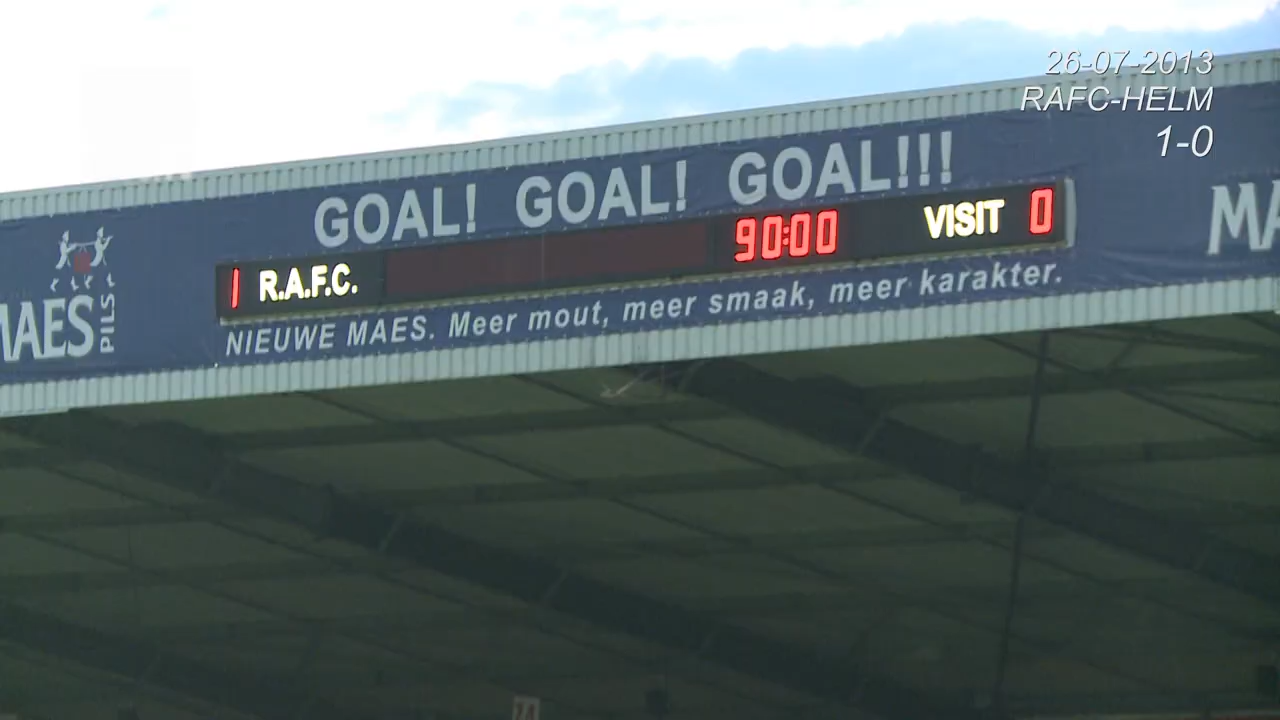 26-07-2013
RAFC-HELM
1-0
GOAL! GOAL! GOAL!!!
1 R.A.F.C. 90:00 VISIT 0
MAES PILS
NIEUWE MAES. Meer mout, meer smaak, meer karakter.